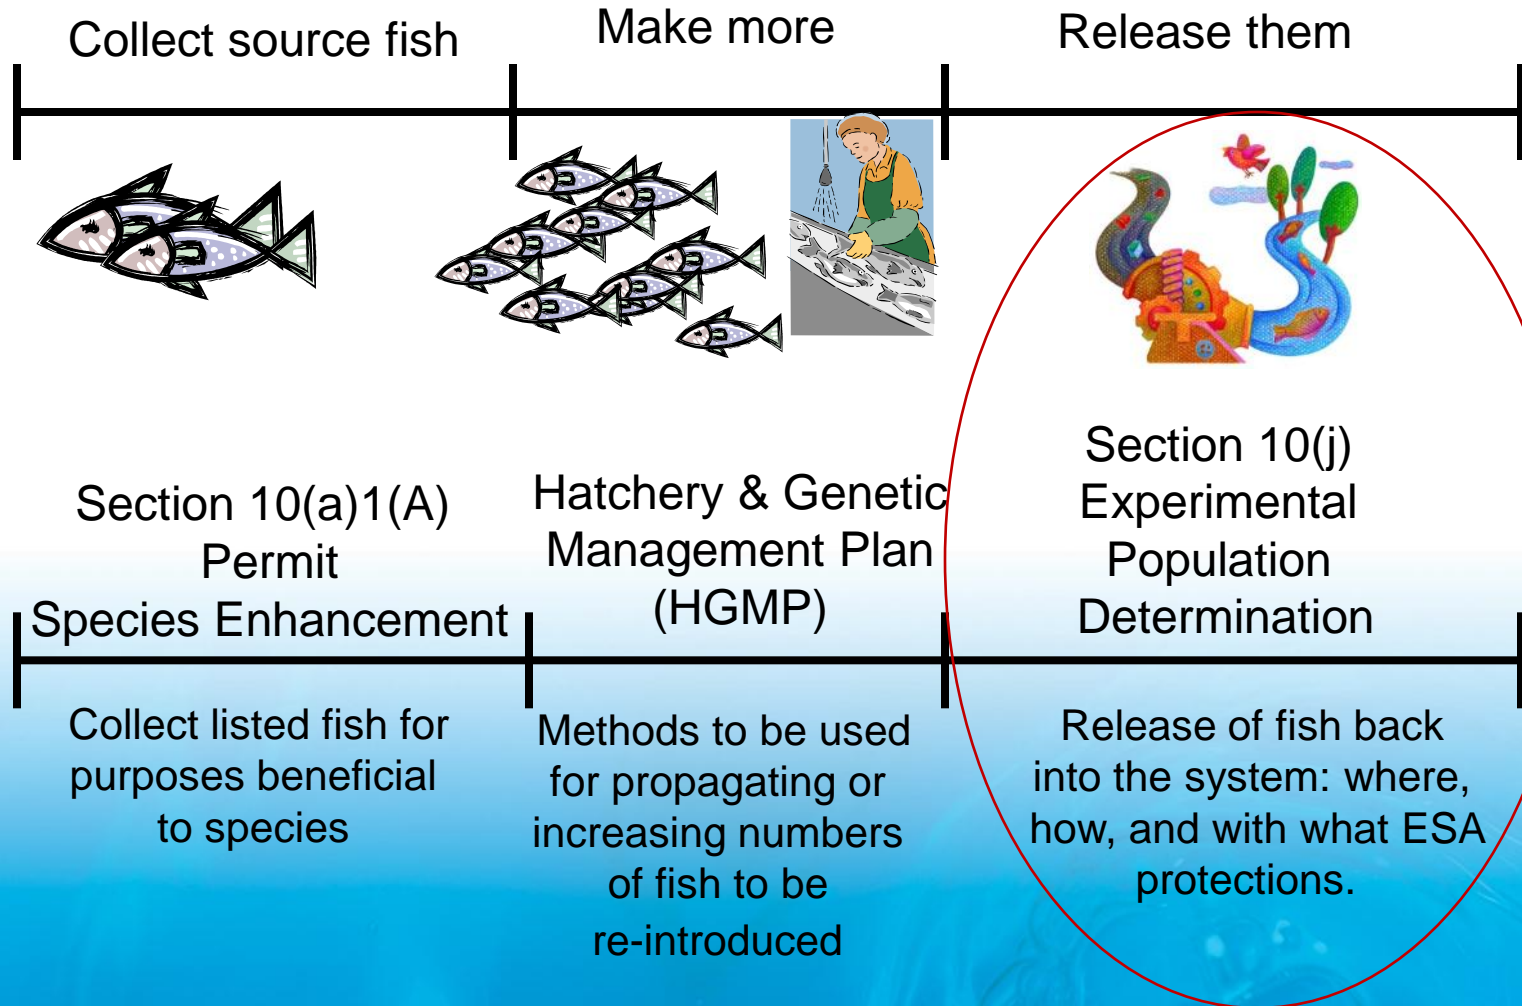 Collect source fish
Make more
Release them
Section 10(a)1(A)
Permit
Species Enhancement
Hatchery & Genetic
Management Plan
(HGMP)
Section 10(j)
Experimental
Population
Determination
Collect listed fish for
purposes beneficial
to species
Methods to be used
for propagating or
increasing numbers
of fish to be
re-introduced
Release of fish back
into the system: where,
how, and with what ESA
protections.